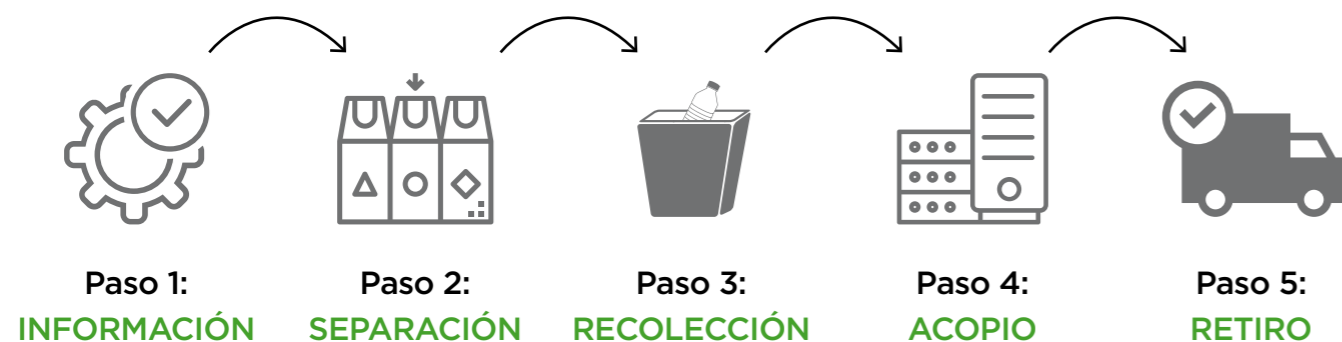 Paso 1:
INFORMACIÓN
Paso 2:
SEPARACIÓN
Paso 3:
RECOLECCIÓN
Paso 4:
ACOPIO
Paso 5:
RETIRO